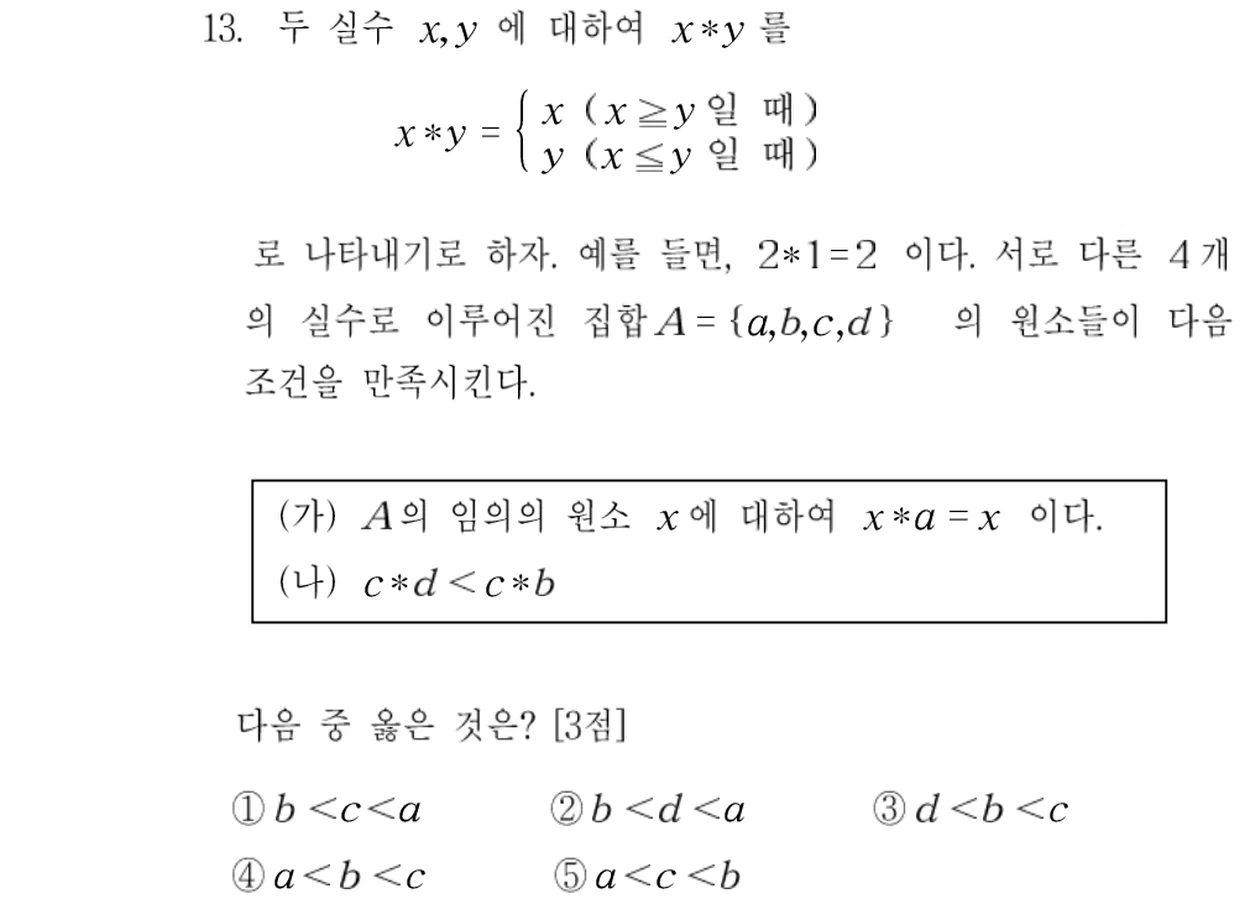 13. 두 실수 x, y 에 대하여 x*y 를
x*y = { x (x≧y 일 때)
y (x≦y 일 때)
로 나타내기로 하자. 예를 들면, 2*1=2 이다. 서로 다른 4개
의 실수로 이루어진 집합 A = {a,b,c,d} 의 원소들이 다음
조건을 만족시킨다.
(가) A의 임의의 원소 x에 대하여 x*a = x 이다.
(나) c*d < c*b
다음 중 옳은 것은? [3점]
① b < c < a ② b < d < a ③ d < b < c
④ a < b < c ⑤ a < c < b